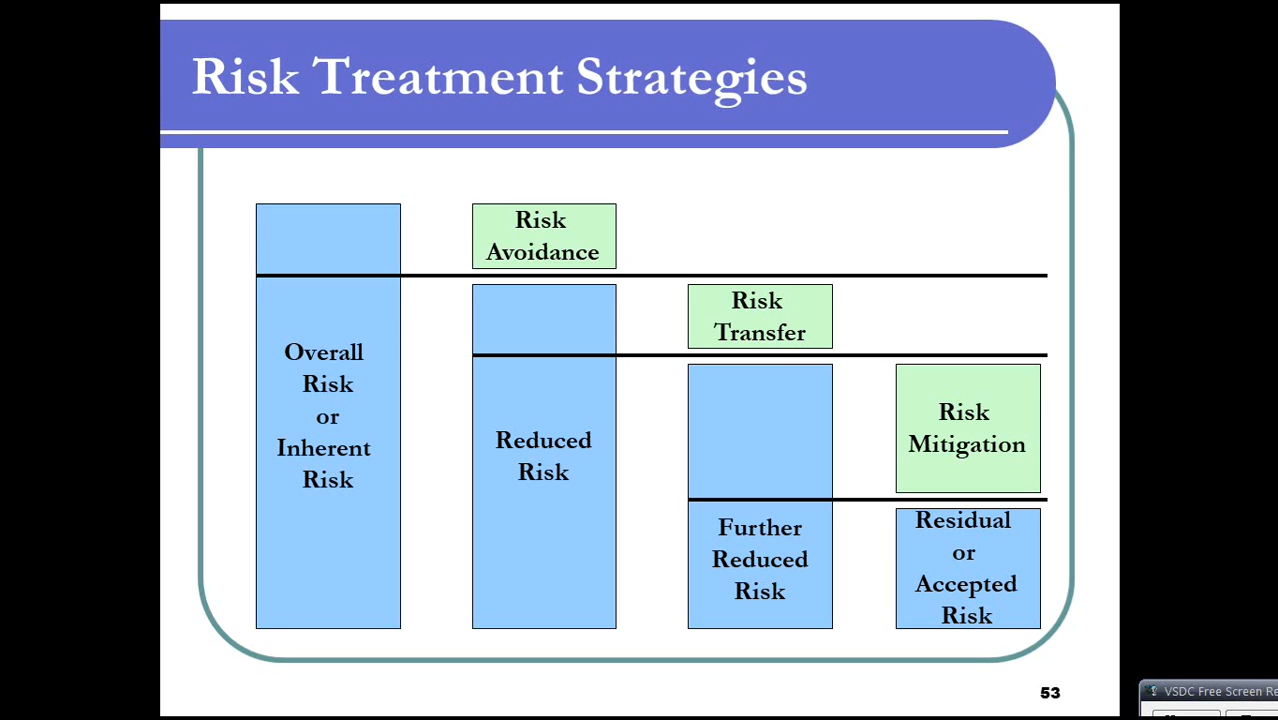 Risk Treatment Strategies
Risk
Avoidance
Risk
Transfer
Overall
Risk
or
Inherent
Risk
Reduced
Risk
Risk
Mitigation
Further
Reduced
Risk
Residual
or
Accepted
Risk
53
VSDC Free Screen Re